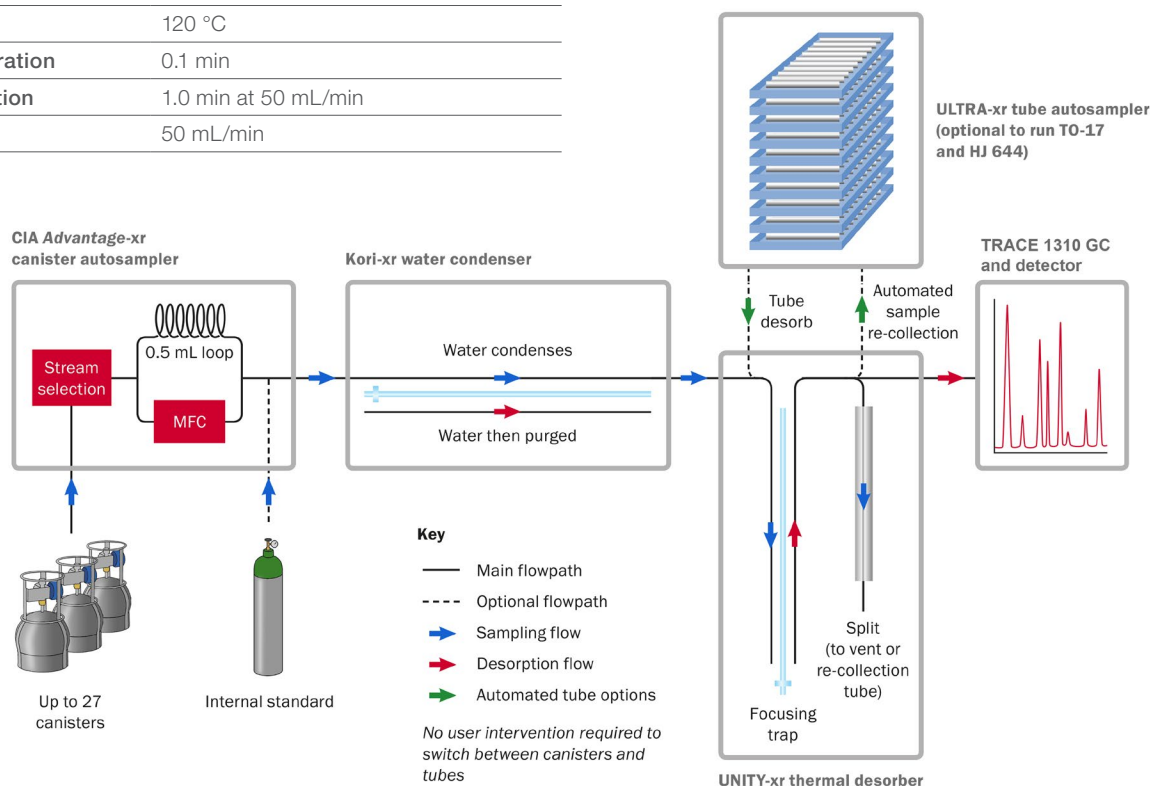 120 °C
ration 0.1 min
tion 1.0 min at 50 mL/min
50 mL/min
ULTRA-xr tube autosampler
(optional to run TO-17
and HJ 644)
CIA Advantage-xr
canister autosampler
Kori-xr water condenser
TRACE 1310 GC
and detector
Tube
desorb
Automated
sample
re-collection
Stream
selection
0.5 mL loop
MFC
Water condenses
Water then purged
Key
Main flowpath
Optional flowpath
Sampling flow
Desorption flow
Automated tube options
No user intervention required to
switch between canisters and
tubes
Up to 27
canisters
Internal standard
Split
(to vent or
re-collection
tube)
Focusing
trap
UNITY-xr thermal desorber